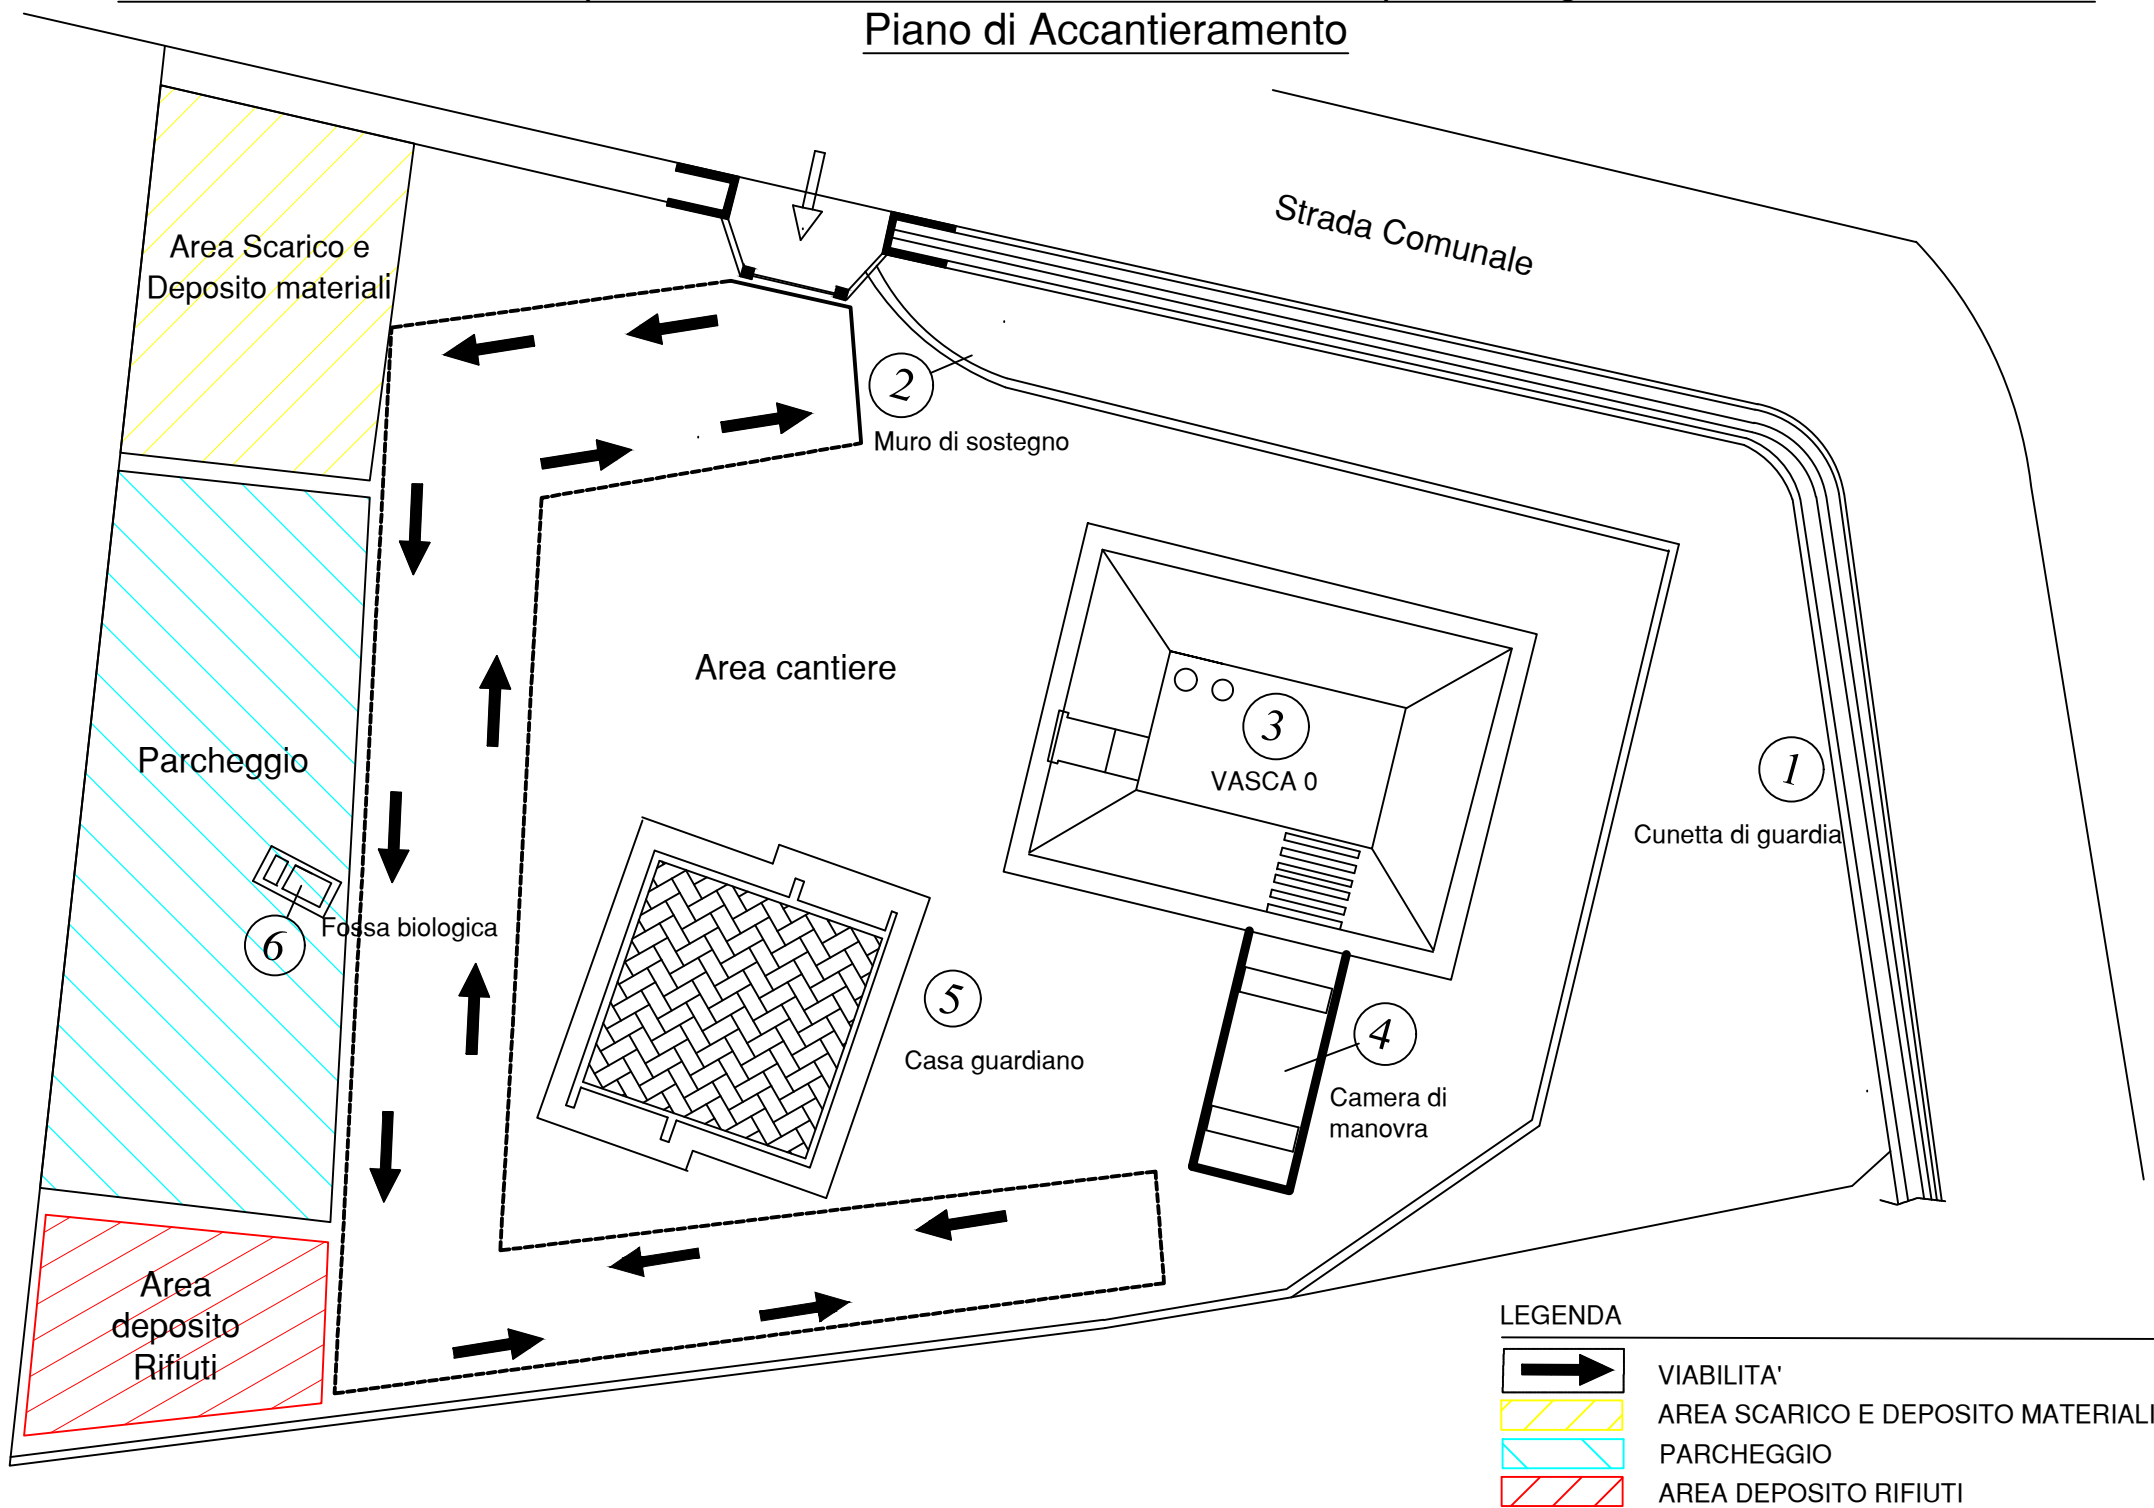 Piano di Accantieramento
Strada Comunale
Area Scarico e
Deposito materiali
2
Muro di sostegno
Area cantiere
3
VASCA 0
1
Cunetta di guardia
Parcheggio
6
Fossa biologica
5
Casa guardiano
4
Camera di
manovra
Area
deposito
Rifiuti
LEGENDA
VIABILITA'
AREA SCARICO E DEPOSITO MATERIALI
PARCHEGGIO
AREA DEPOSITO RIFIUTI